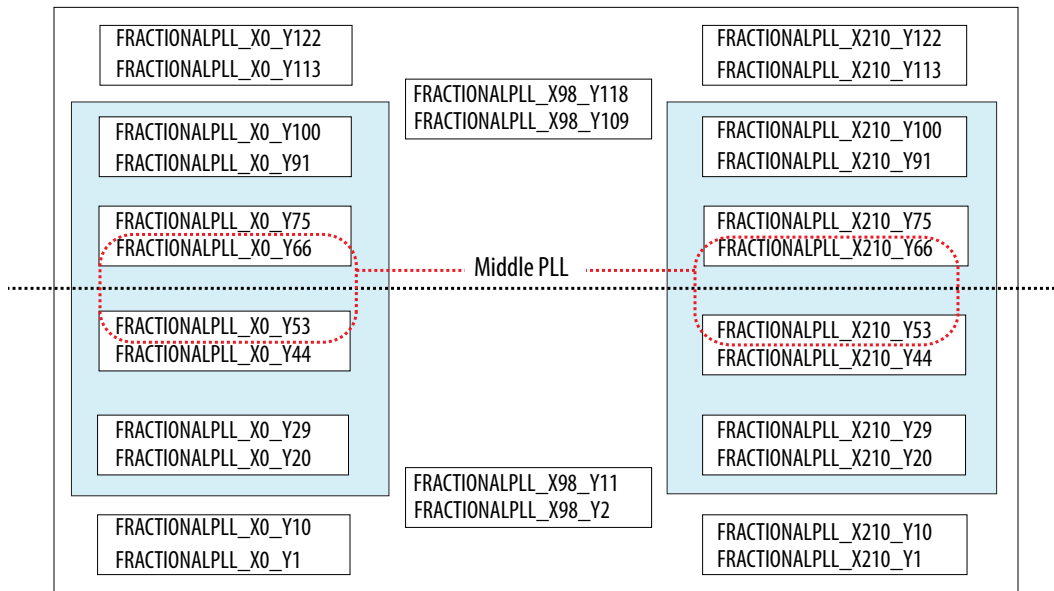 FRACTIONALPLL_X0_Y122
FRACTIONALPLL_X0_Y113
FRACTIONALPLL_X210_Y122
FRACTIONALPLL_X210_Y113
FRACTIONALPLL_X98_Y118
FRACTIONALPLL_X98_Y109
FRACTIONALPLL_X0_Y100
FRACTIONALPLL_X0_Y91
FRACTIONALPLL_X210_Y100
FRACTIONALPLL_X210_Y91
FRACTIONALPLL_X0_Y75
FRACTIONALPLL_X0_Y66
FRACTIONALPLL_X210_Y75
FRACTIONALPLL_X210_Y66
Middle PLL
FRACTIONALPLL_X0_Y53
FRACTIONALPLL_X0_Y44
FRACTIONALPLL_X210_Y53
FRACTIONALPLL_X210_Y44
FRACTIONALPLL_X0_Y29
FRACTIONALPLL_X0_Y20
FRACTIONALPLL_X210_Y29
FRACTIONALPLL_X210_Y20
FRACTIONALPLL_X98_Y11
FRACTIONALPLL_X98_Y2
FRACTIONALPLL_X0_Y10
FRACTIONALPLL_X0_Y1
FRACTIONALPLL_X210_Y10
FRACTIONALPLL_X210_Y1